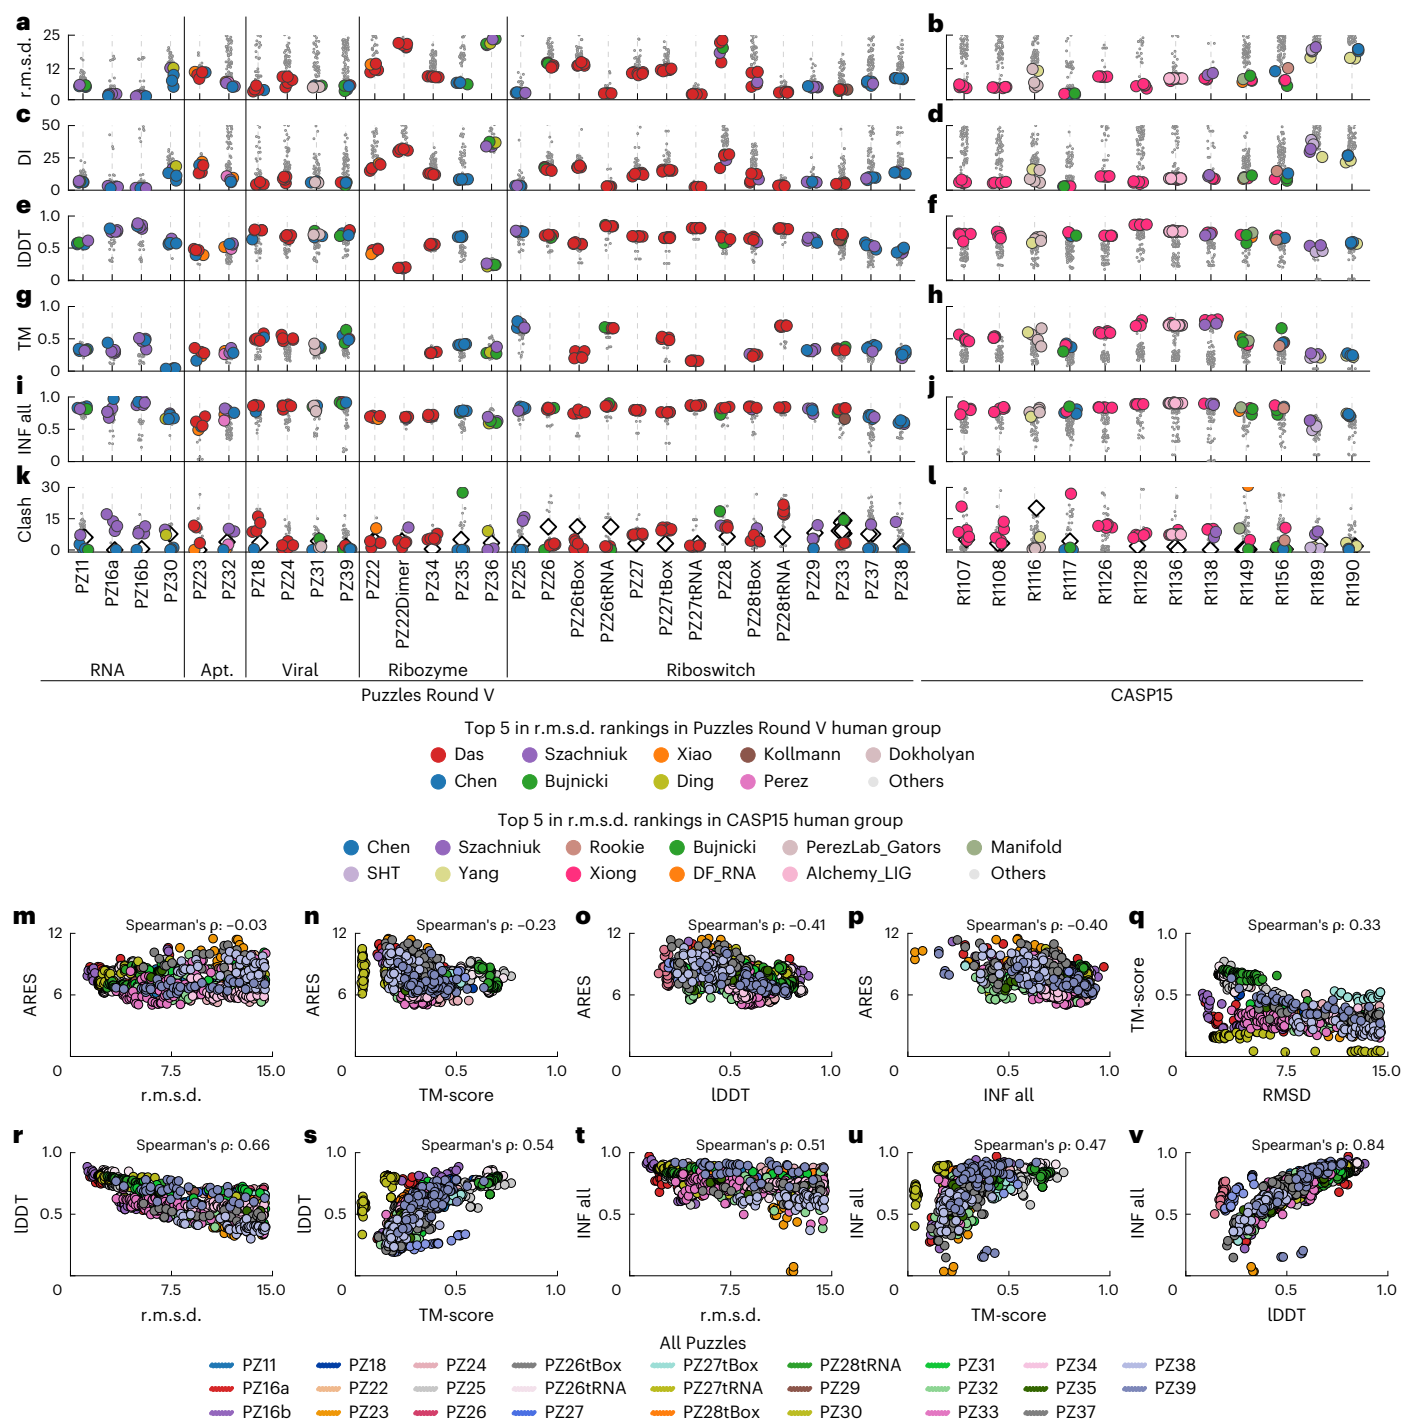 a
b
r.m.s.d.
25
12
0
c
d
DI
50
25
0
e
f
lDDT
1.0
0.5
0
g
h
TM
1.0
0.5
0
i
j
INF all
1.0
0.5
0
k
l
Clash
30
15
0
PZ11
PZ16a
PZ16b
PZ30
PZ23
PZ32
PZ18
PZ24
PZ31
PZ39
PZ22
PZ22Dimer
PZ34
PZ35
PZ36
PZ25
PZ26
PZ26tBox
PZ26tRNA
PZ27
PZ27tBox
PZ27tRNA
PZ28
PZ28tBox
PZ28tRNA
PZ29
PZ33
PZ37
PZ38
R1107
R1108
R1116
R1117
R1126
R1128
R1136
R1138
R1149
R1156
R1189
R1190
RNA
Apt.
Viral
Ribozyme
Riboswitch
Puzzles Round V
CASP15
Top 5 in r.m.s.d. rankings in Puzzles Round V human group
Das Szachniuk Xiao Kollmann Dokholyan
Chen Bujnicki Ding Perez Others
Top 5 in r.m.s.d. rankings in CASP15 human group
Chen Szachniuk Rookie Bujnicki PerezLab_Gators Manifold
SHT Yang Xiong DF_RNA Alchemy_LIG Others
m
Spearman's ρ: −0.03
12
6
0
ARES
7.5
15.0
r.m.s.d.
n
Spearman's ρ: −0.23
12
6
0
ARES
0.5
1.0
TM-score
o
Spearman's ρ: −0.41
12
6
0
ARES
0.5
1.0
lDDT
p
Spearman's ρ: −0.40
12
6
0
ARES
0.5
1.0
INF all
q
Spearman's ρ: 0.33
1.0
0.5
0
TM-score
7.5
15.0
RMSD
r
Spearman's ρ: 0.66
1.0
0.5
0
lDDT
7.5
15.0
r.m.s.d.
s
Spearman's ρ: 0.54
1.0
0.5
0
lDDT
0.5
1.0
TM-score
t
Spearman's ρ: 0.51
1.0
0.5
0
INF all
7.5
15.0
r.m.s.d.
u
Spearman's ρ: 0.47
1.0
0.5
0
INF all
0.5
1.0
TM-score
v
Spearman's ρ: 0.84
1.0
0.5
0
INF all
0.5
1.0
lDDT
All Puzzles
PZ11 PZ18 PZ24 PZ26tBox PZ27tBox PZ28tRNA PZ31 PZ34 PZ38
PZ16a PZ22 PZ25 PZ26tRNA PZ27tRNA PZ29 PZ32 PZ35 PZ39
PZ16b PZ23 PZ26 PZ27 PZ28tBox PZ30 PZ33 PZ37